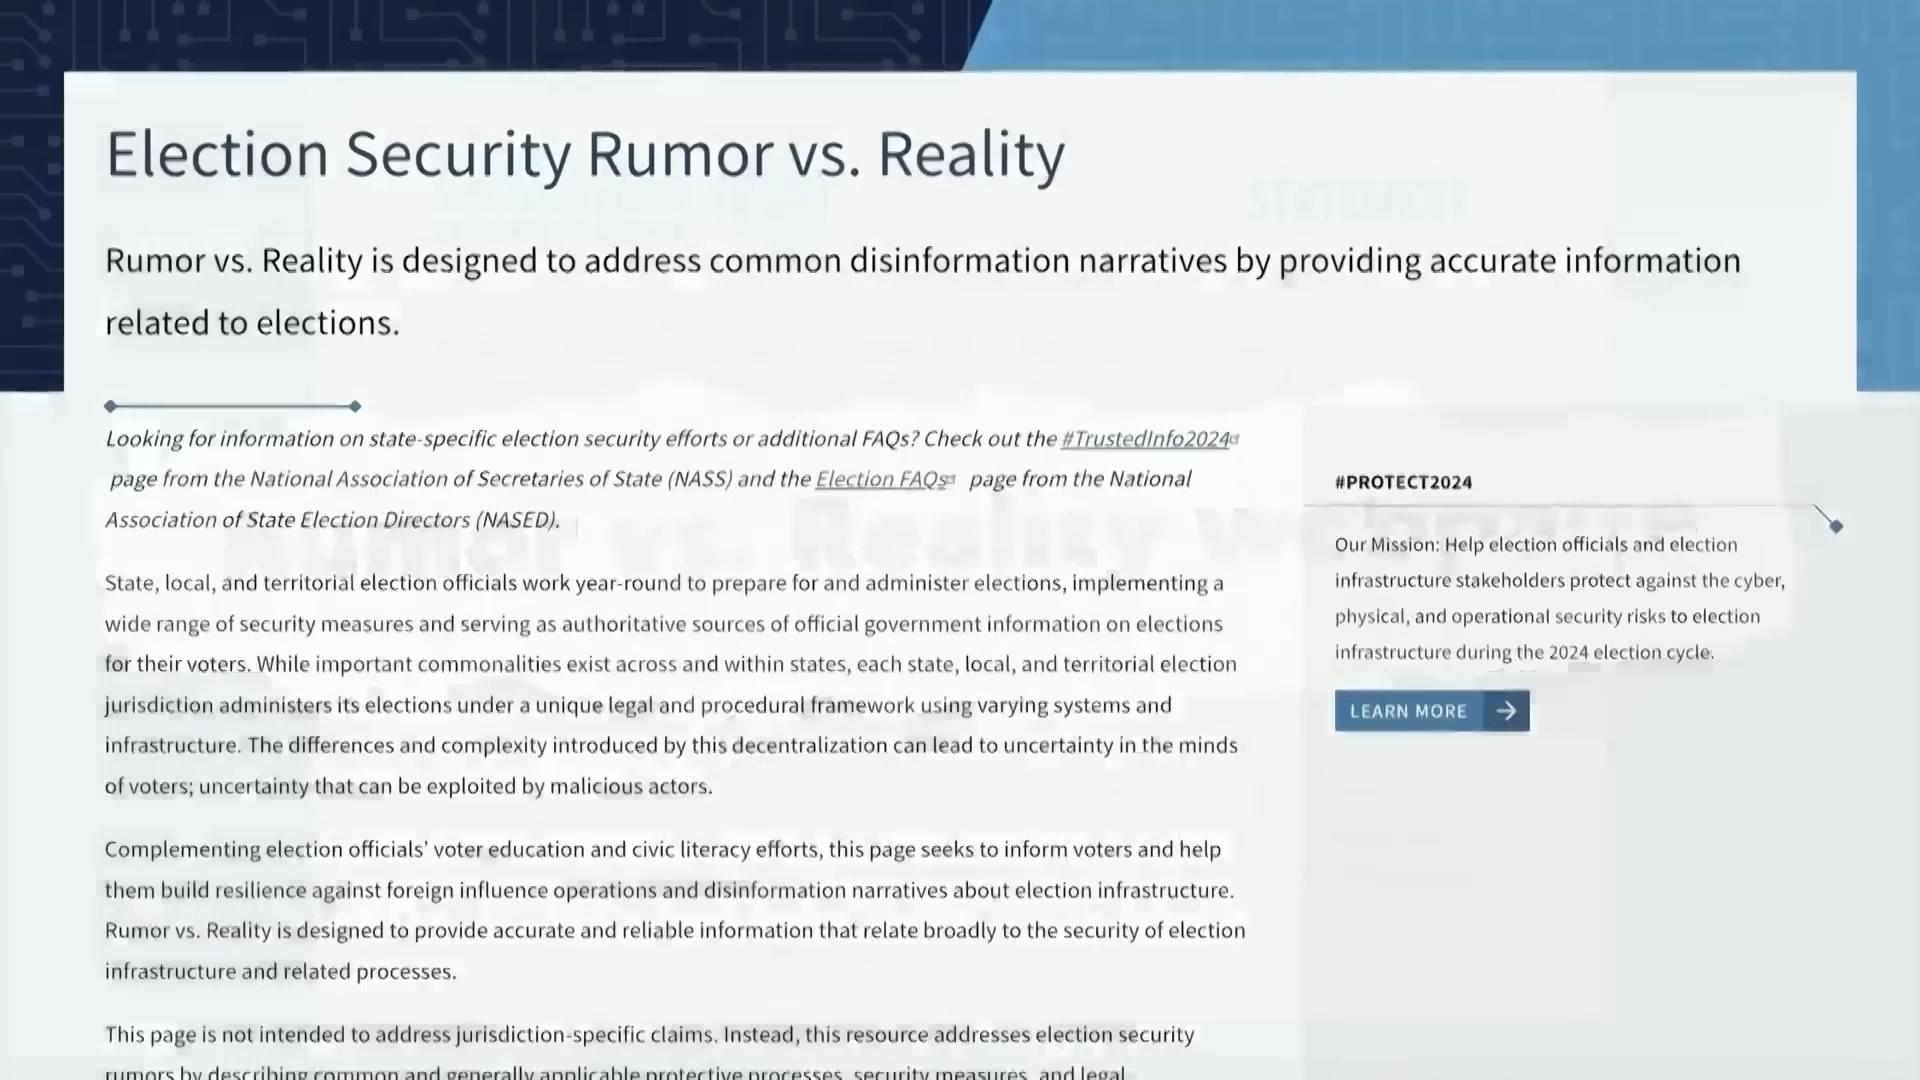 Election Security Rumor vs. Reality
Rumor vs. Reality is designed to address common disinformation narratives by providing accurate information
related to elections.
Looking for information on state-specific election security efforts or additional FAQs? Check out the #TrustedInfo2024
page from the National Association of Secretaries of State (NASS) and the Election FAQs page from the National
Association of State Election Directors (NASED).
State, local, and territorial election officials work year-round to prepare for and administer elections, implementing a
wide range of security measures and serving as authoritative sources of official government information on elections
for their voters. While important commonalities exist across and within states, each state, local, and territorial election
jurisdiction administers its elections under a unique legal and procedural framework using varying systems and
infrastructure. The differences and complexity introduced by this decentralization can lead to uncertainty in the minds
of voters; uncertainty that can be exploited by malicious actors.
Complementing election officials’ voter education and civic literacy efforts, this page seeks to inform voters and help
them build resilience against foreign influence operations and disinformation narratives about election infrastructure.
Rumor vs. Reality is designed to provide accurate and reliable information that relate broadly to the security of election
infrastructure and related processes.
This page is not intended to address jurisdiction-specific claims. Instead, this resource addresses election security
rumors by describing common and generally applicable protective processes, security measures, and legal
#PROTECT2024
Our Mission: Help election officials and election
infrastructure stakeholders protect against the cyber,
physical, and operational security risks to election
infrastructure during the 2024 election cycle.
LEARN MORE
STATEMENT
Rumor vs. Reality